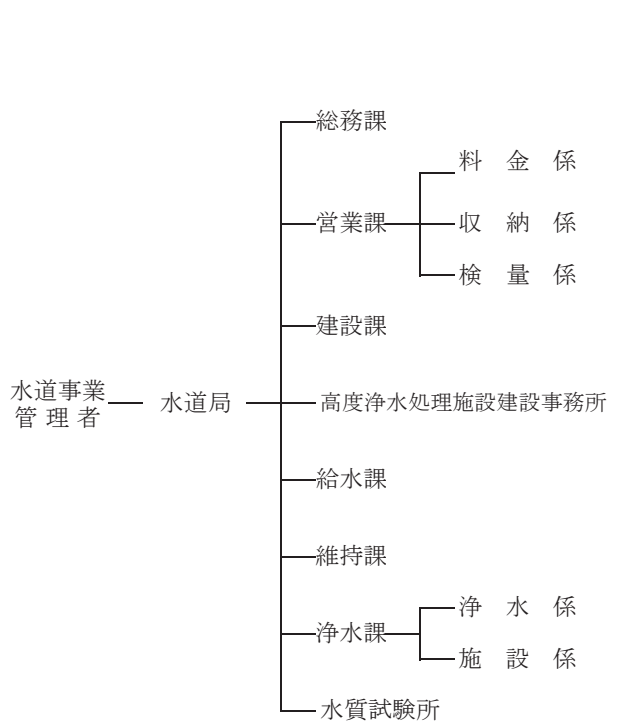 総務課
料金係
営業課
収納係
検量係
建設課
水道事業
管理者
水道局
高度浄水処理施設建設事務所
給水課
維持課
浄水係
浄水課
施設係
水質試験所